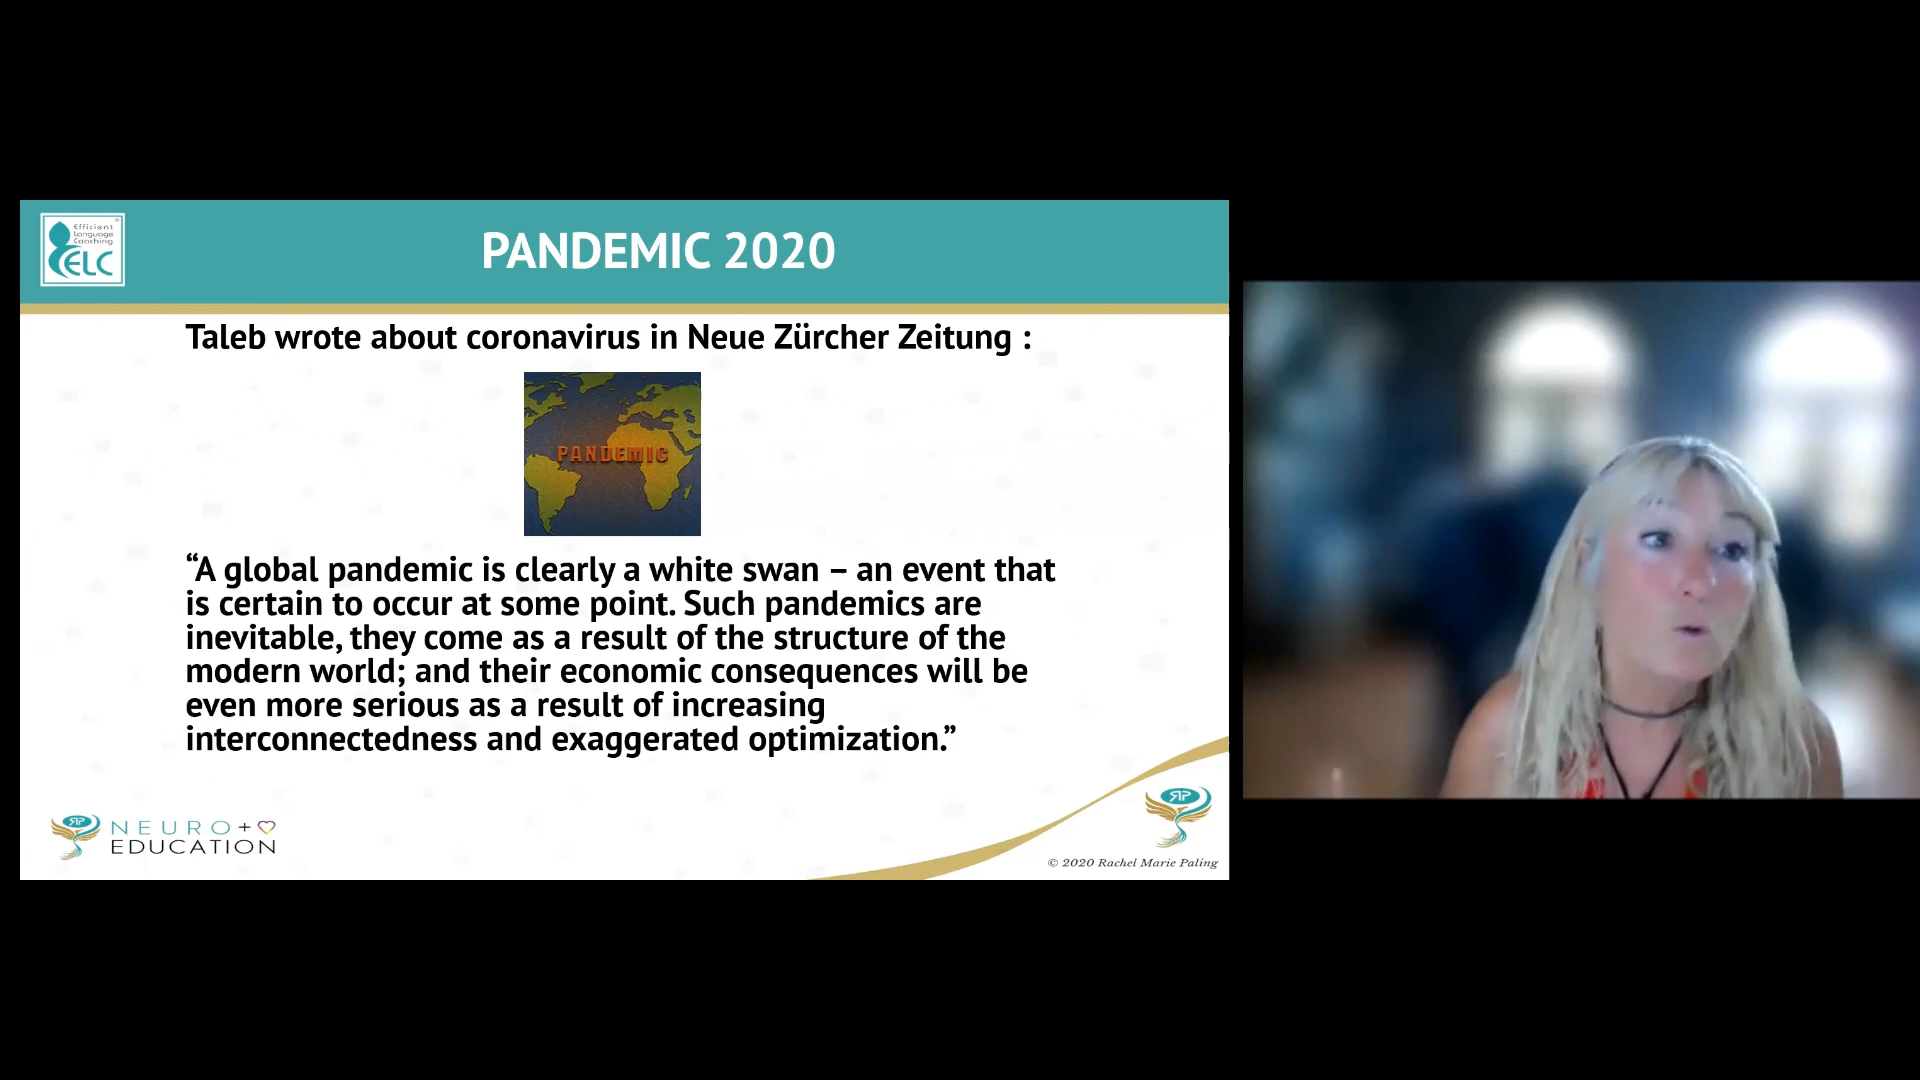 Efficient
Language
Coaching
ELC
PANDEMIC 2020
Taleb wrote about coronavirus in Neue Zürcher Zeitung :
PANDEMIC
“A global pandemic is clearly a white swan – an event that
is certain to occur at some point. Such pandemics are
inevitable, they come as a result of the structure of the
modern world; and their economic consequences will be
even more serious as a result of increasing
interconnectedness and exaggerated optimization.”
NEURO+
EDUCATION
© 2020 Rachel Marie Paling